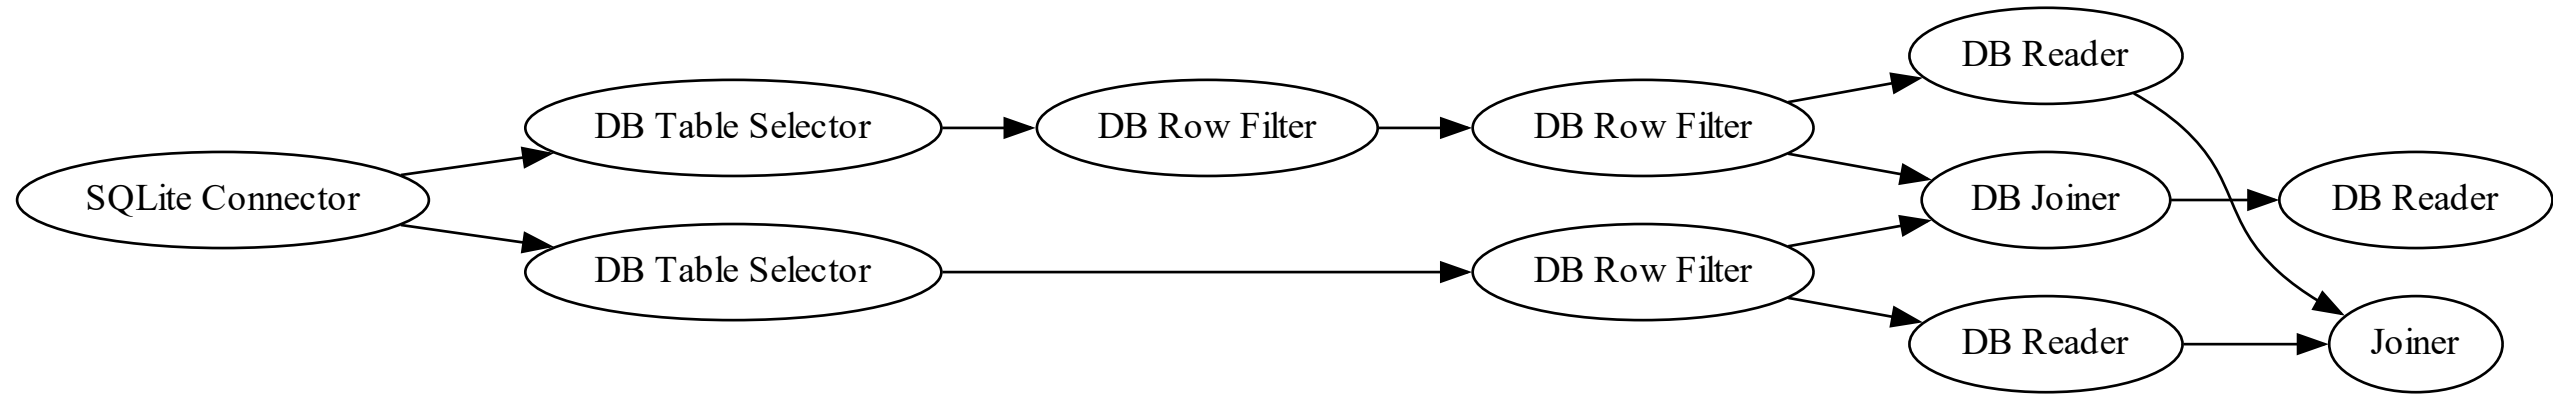 SQLite Connector
DB Table Selector
DB Row Filter
DB Row Filter
DB Reader
DB Joiner
DB Reader
DB Table Selector
DB Row Filter
DB Reader
Joiner